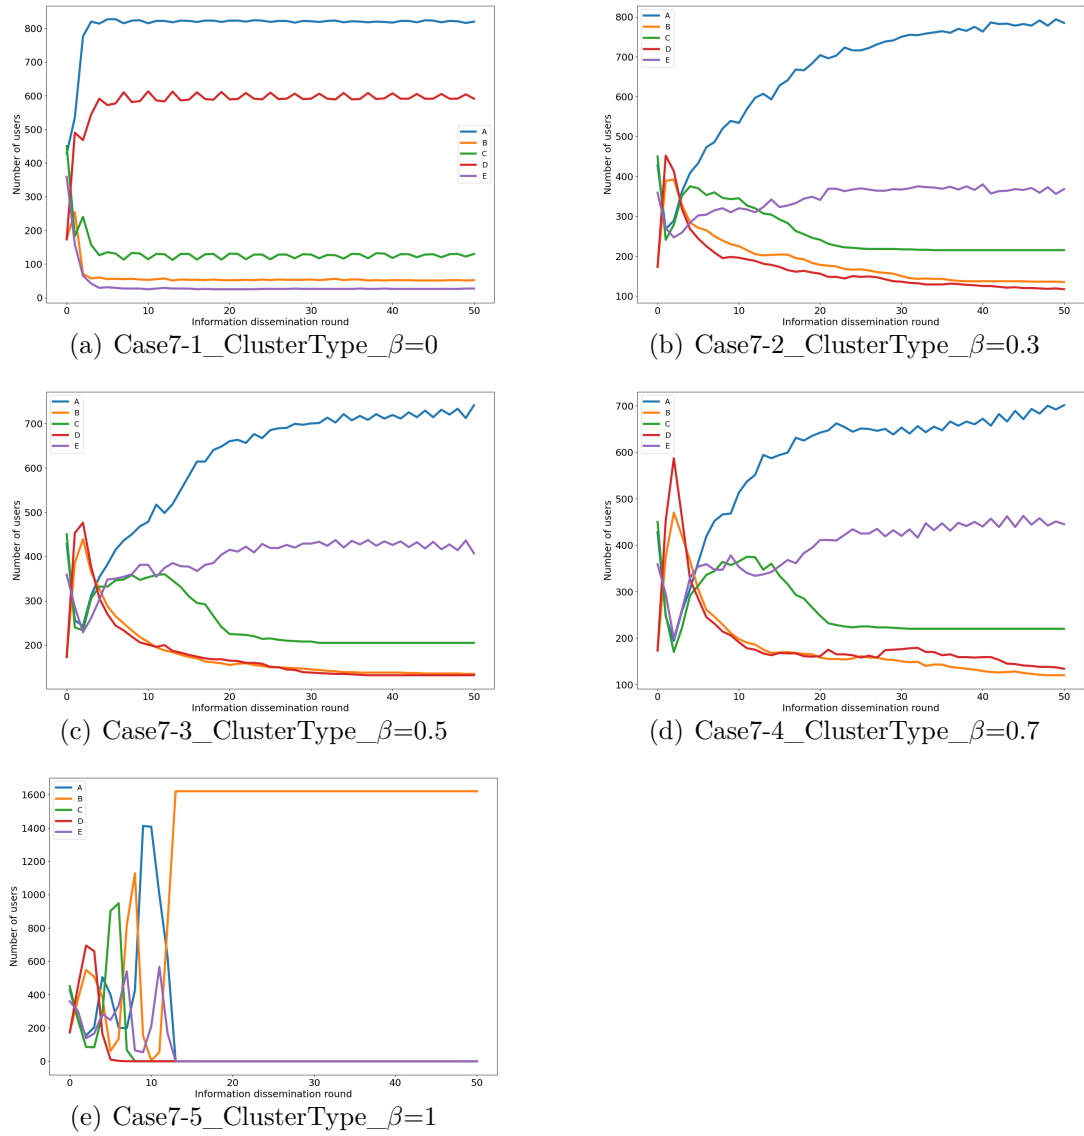 800
700
600
500
400
300
200
100
0
Number of users
A
B
C
D
E
0 10 20 30 40 50
Information dissemination round
(a) Case7-1_ClusterType_β=0
800
700
600
500
400
300
200
100
Number of users
A
B
C
D
E
0 10 20 30 40 50
Information dissemination round
(b) Case7-2_ClusterType_β=0.3
700
600
500
400
300
200
Number of users
A
B
C
D
E
0 10 20 30 40 50
Information dissemination round
(c) Case7-3_ClusterType_β=0.5
700
600
500
400
300
200
100
Number of users
A
B
C
D
E
0 10 20 30 40 50
Information dissemination round
(d) Case7-4_ClusterType_β=0.7
1600
1400
1200
1000
800
600
400
200
0
Number of users
A
B
C
D
E
0 10 20 30 40 50
Information dissemination round
(e) Case7-5_ClusterType_β=1